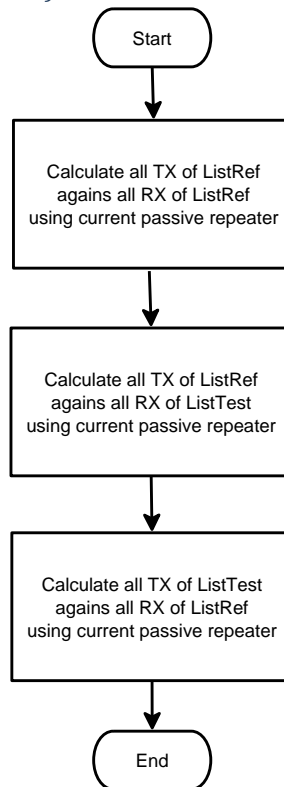 Start
Calculate all TX of ListRef
agains all RX of ListRef
using current passive repeater
Calculate all TX of ListRef
agains all RX of ListTest
using current passive repeater
Calculate all TX of ListTest
agains all RX of ListRef
using current passive repeater
End